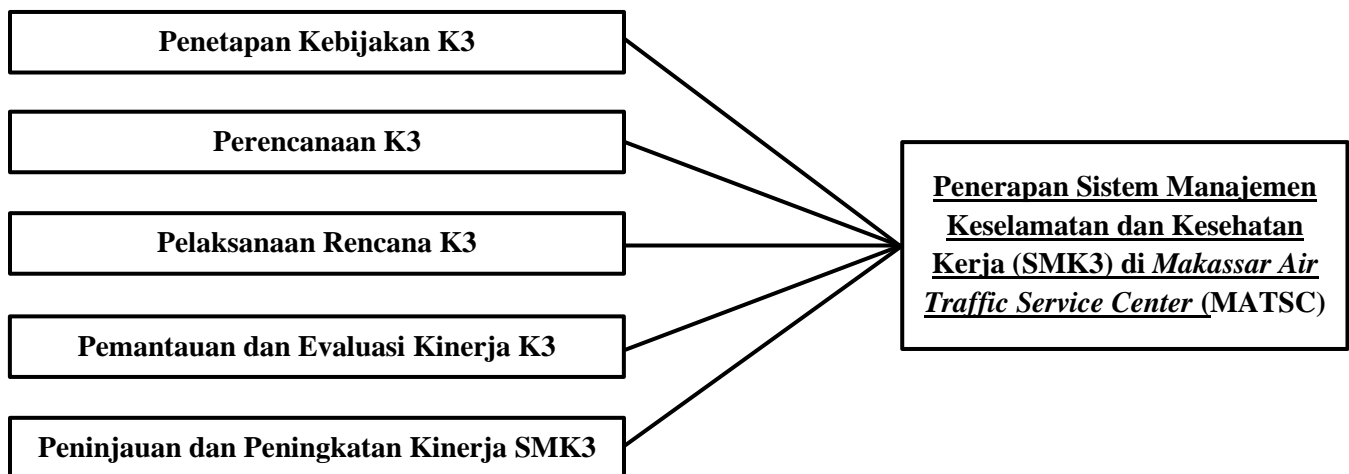 Penetapan Kebijakan K3
Perencanaan K3
Pelaksanaan Rencana K3
Pemantauan dan Evaluasi Kinerja K3
Peninjauan dan Peningkatan Kinerja SMK3
Penerapan Sistem Manajemen
Keselamatan dan Kesehatan
Kerja (SMK3) di Makassar Air
Traffic Service Center (MATSC)